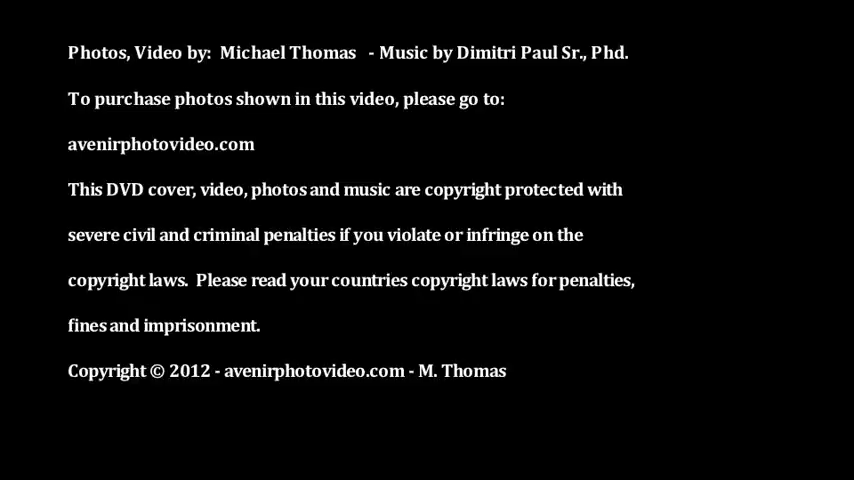 Photos, Video by:  Michael Thomas   - Music by Dimitri Paul Sr., Phd.
To purchase photos shown in this video, please go to:
avenirphotovideo.com
This DVD cover, video, photos and music are copyright protected with
severe civil and criminal penalties if you violate or infringe on the
copyright laws.  Please read your countries copyright laws for penalties,
fines and imprisonment.
Copyright © 2012 - avenirphotovideo.com - M. Thomas